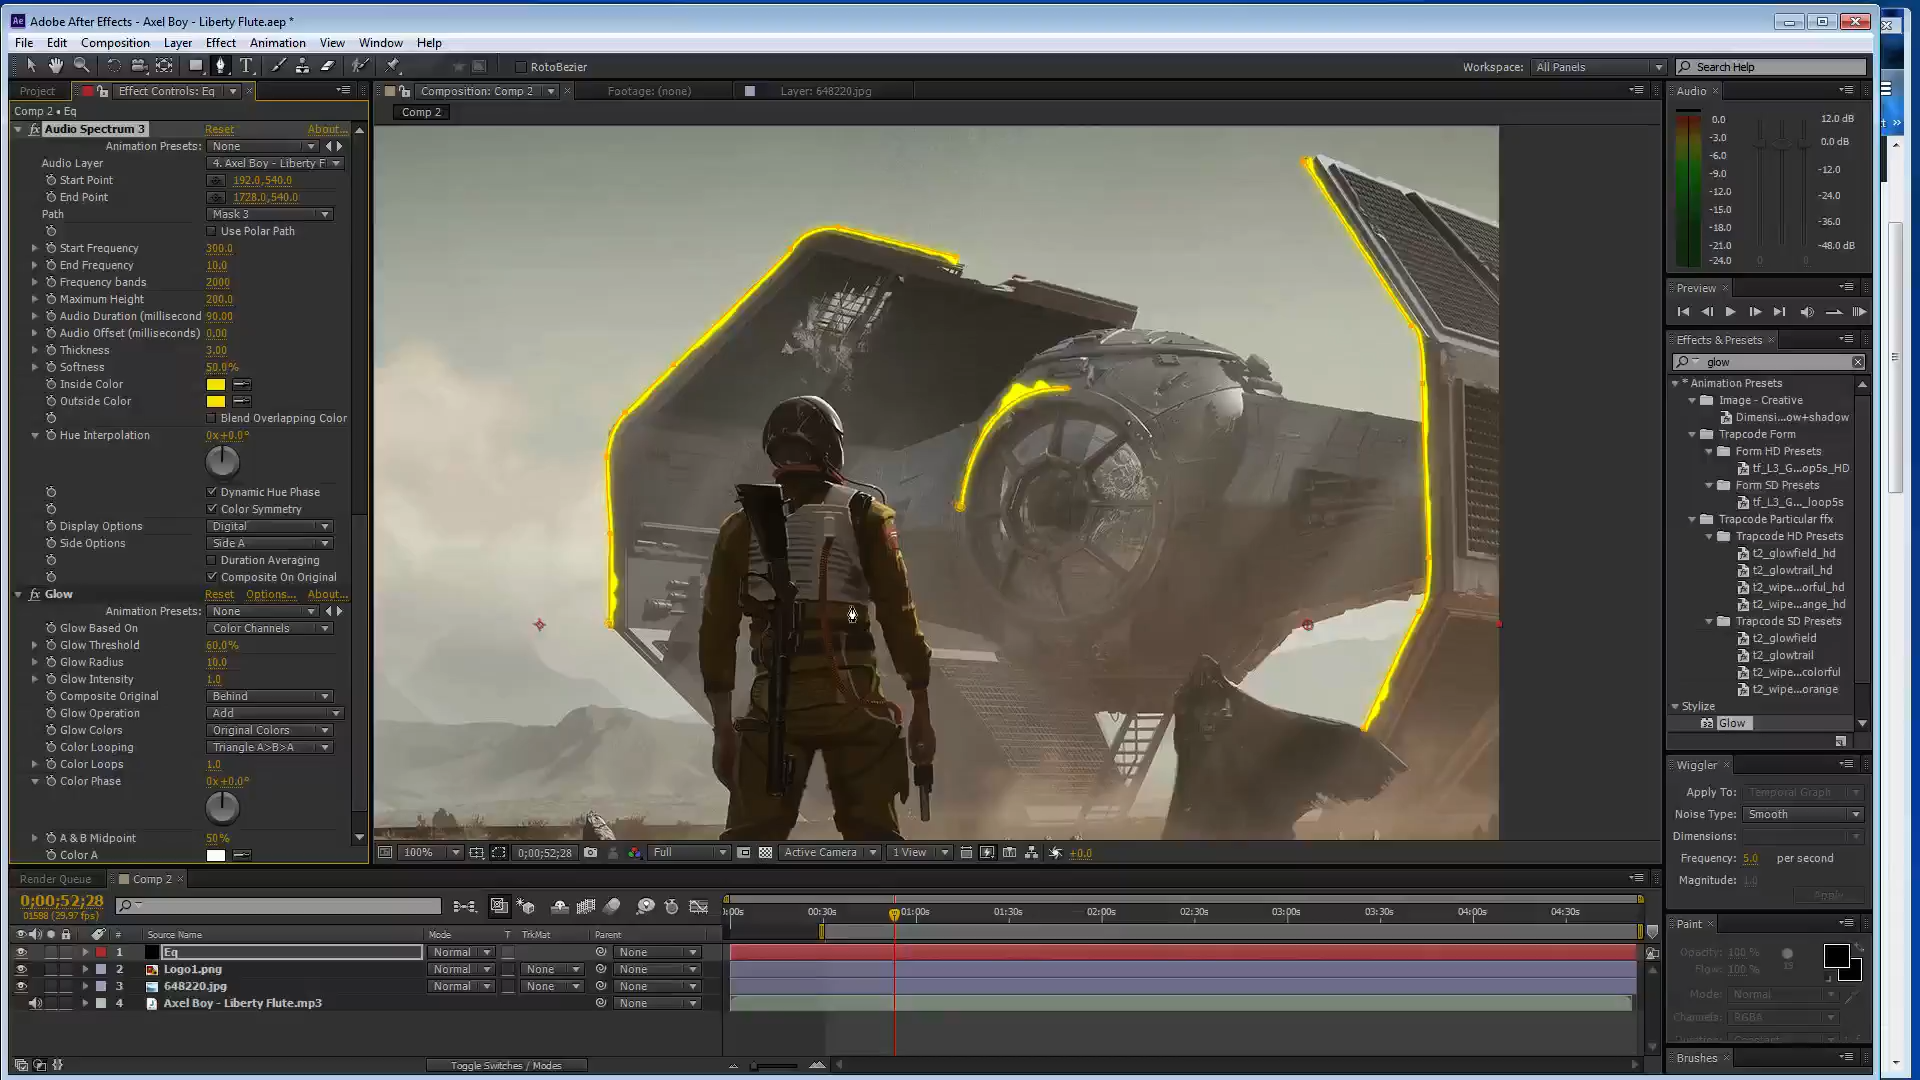 Adobe After Effects - Axel Boy - Liberty Flute.aep *
File Edit Composition Layer Effect Animation View Window Help
RotoBezier
Workspace: All Panels
Search Help
Project
Effect Controls: Eq
Comp 2 • Eq
Audio Spectrum 3 Reset About...
Animation Presets: None
Audio Layer 4. Axel Boy - Liberty F
Start Point 192.0,540.0
End Point 1728.0,540.0
Path Mask 3
Use Polar Path
Start Frequency 300.0
End Frequency 10.0
Frequency bands 2000
Maximum Height 200.0
Audio Duration (millisecond 90.00
Audio Offset (milliseconds) 0.00
Thickness 3.00
Softness 50.0%
Inside Color
Outside Color
Blend Overlapping Color
Hue Interpolation 0x+0.0°
Dynamic Hue Phase
Color Symmetry
Display Options Digital
Side Options Side A
Duration Averaging
Composite On Original
Glow Reset Options... About...
Animation Presets: None
Glow Based On Color Channels
Glow Threshold 60.0%
Glow Radius 10.0
Glow Intensity 1.0
Composite Original Behind
Glow Operation Add
Glow Colors Original Colors
Color Looping Triangle A>B>A
Color Loops 1.0
Color Phase 0x+0.0°
A & B Midpoint 50%
Color A
Composition: Comp 2
Footage: (none)
Layer: 648220.jpg
Comp 2
100% 0;00;52;28 Full Active Camera 1 View +0.0
Audio
0.0
-3.0
-6.0
-9.0
-12.0
-15.0
-18.0
-21.0
-24.0
12.0 dB
0.0 dB
-12.0
-24.0
-36.0
-48.0 dB
0 0
Preview
Effects & Presets
glow
* Animation Presets
Image - Creative
Dimensi...ow+shadow
Trapcode Form
Form HD Presets
tf_L3_G...op5s_HD
Form SD Presets
tf_L3_G..._loop5s
Trapcode Particular ffx
Trapcode HD Presets
t2_glowfield_hd
t2_glowtrail_hd
t2_wipe...orful_hd
t2_wipe...ange_hd
Trapcode SD Presets
t2_glowfield
t2_glowtrail
t2_wipe...colorful
t2_wipe...orange
Stylize
Glow
Wiggler
Apply To: Temporal Graph
Noise Type: Smooth
Dimensions:
Frequency: 5.0 per second
Magnitude: 1.0
Apply
Paint
Opacity: 100 %
Flow: 100 %
19
Mode: Normal
Channels: RGBA
Brushes
Render Queue
Comp 2
0;00;52;28
01588 (29.97 fps)
:00s 00:30s 01:00s 01:30s 02:00s 02:30s 03:00s 03:30s 04:00s 04:30s
# Source Name Mode T TrkMat Parent
1 Eq Normal None
2 Logo1.png Normal None None
3 648220.jpg Normal None None
4 Axel Boy - Liberty Flute.mp3 None
Toggle Switches / Modes